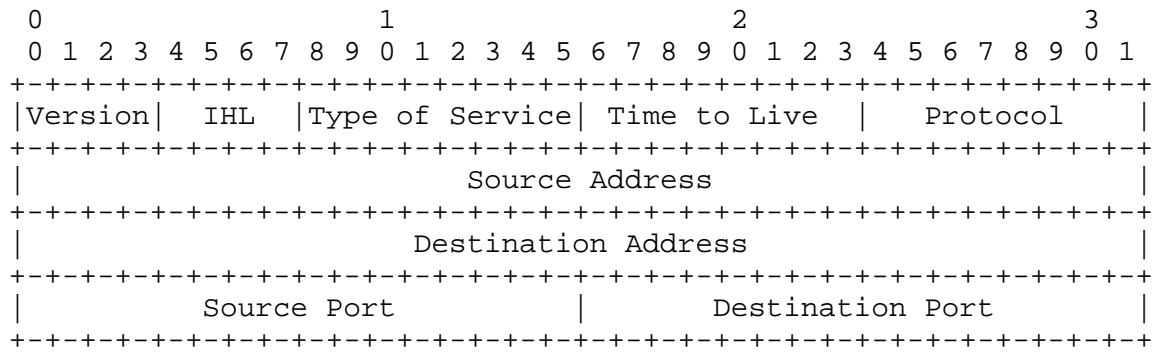 0                   1                   2                   3
 0 1 2 3 4 5 6 7 8 9 0 1 2 3 4 5 6 7 8 9 0 1 2 3 4 5 6 7 8 9 0 1
+-+-+-+-+-+-+-+-+-+-+-+-+-+-+-+-+-+-+-+-+-+-+-+-+-+-+-+-+-+-+-+-+
|Version|  IHL  |Type of Service| Time to Live  |   Protocol    |
+-+-+-+-+-+-+-+-+-+-+-+-+-+-+-+-+-+-+-+-+-+-+-+-+-+-+-+-+-+-+-+-+
|                         Source Address                        |
+-+-+-+-+-+-+-+-+-+-+-+-+-+-+-+-+-+-+-+-+-+-+-+-+-+-+-+-+-+-+-+-+
|                      Destination Address                      |
+-+-+-+-+-+-+-+-+-+-+-+-+-+-+-+-+-+-+-+-+-+-+-+-+-+-+-+-+-+-+-+-+
|          Source Port          |       Destination Port        |
+-+-+-+-+-+-+-+-+-+-+-+-+-+-+-+-+-+-+-+-+-+-+-+-+-+-+-+-+-+-+-+-+